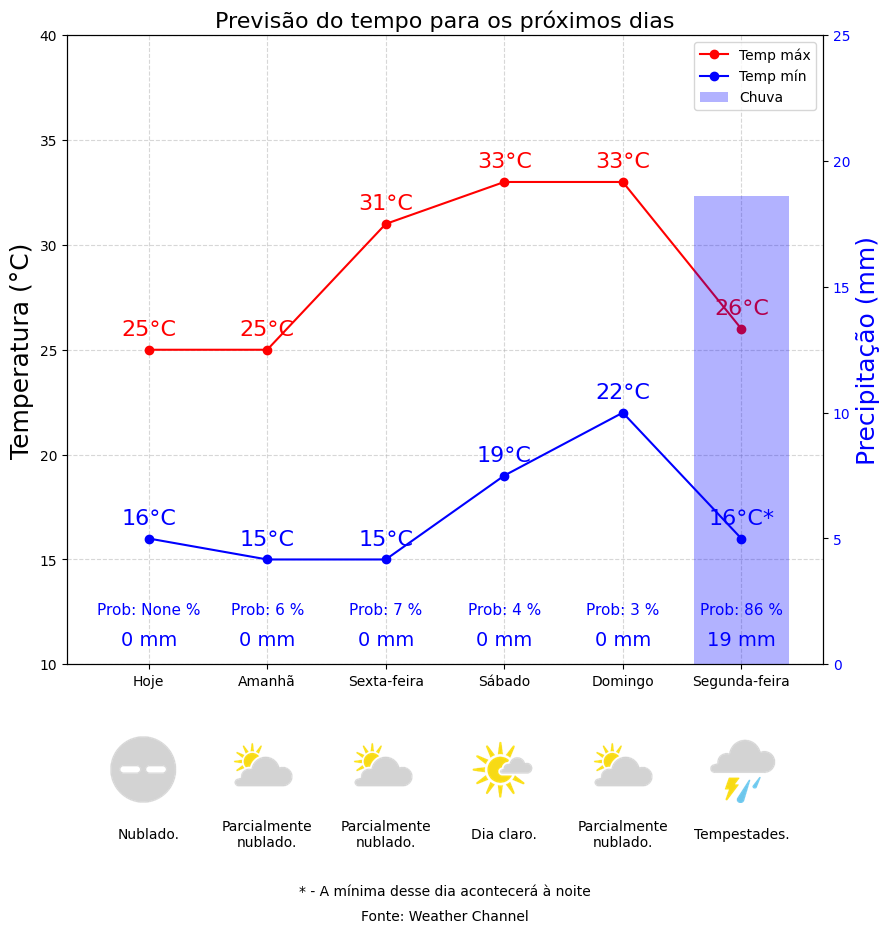 Previsão do tempo para os próximos dias
Temperatura (°C)
Precipitação (mm)
40
35
30
25
20
15
10
25
20
15
10
5
0
Temp máx
Temp mín
Chuva
25°C
25°C
31°C
33°C
33°C
26°C
16°C
15°C
15°C
19°C
22°C
16°C*
Prob: None %
Prob: 6 %
Prob: 7 %
Prob: 4 %
Prob: 3 %
Prob: 86 %
0 mm
0 mm
0 mm
0 mm
0 mm
19 mm
Hoje
Amanhã
Sexta-feira
Sábado
Domingo
Segunda-feira
Nublado.
Parcialmente
nublado.
Parcialmente
nublado.
Dia claro.
Parcialmente
nublado.
Tempestades.
* - A mínima desse dia acontecerá à noite
Fonte: Weather Channel